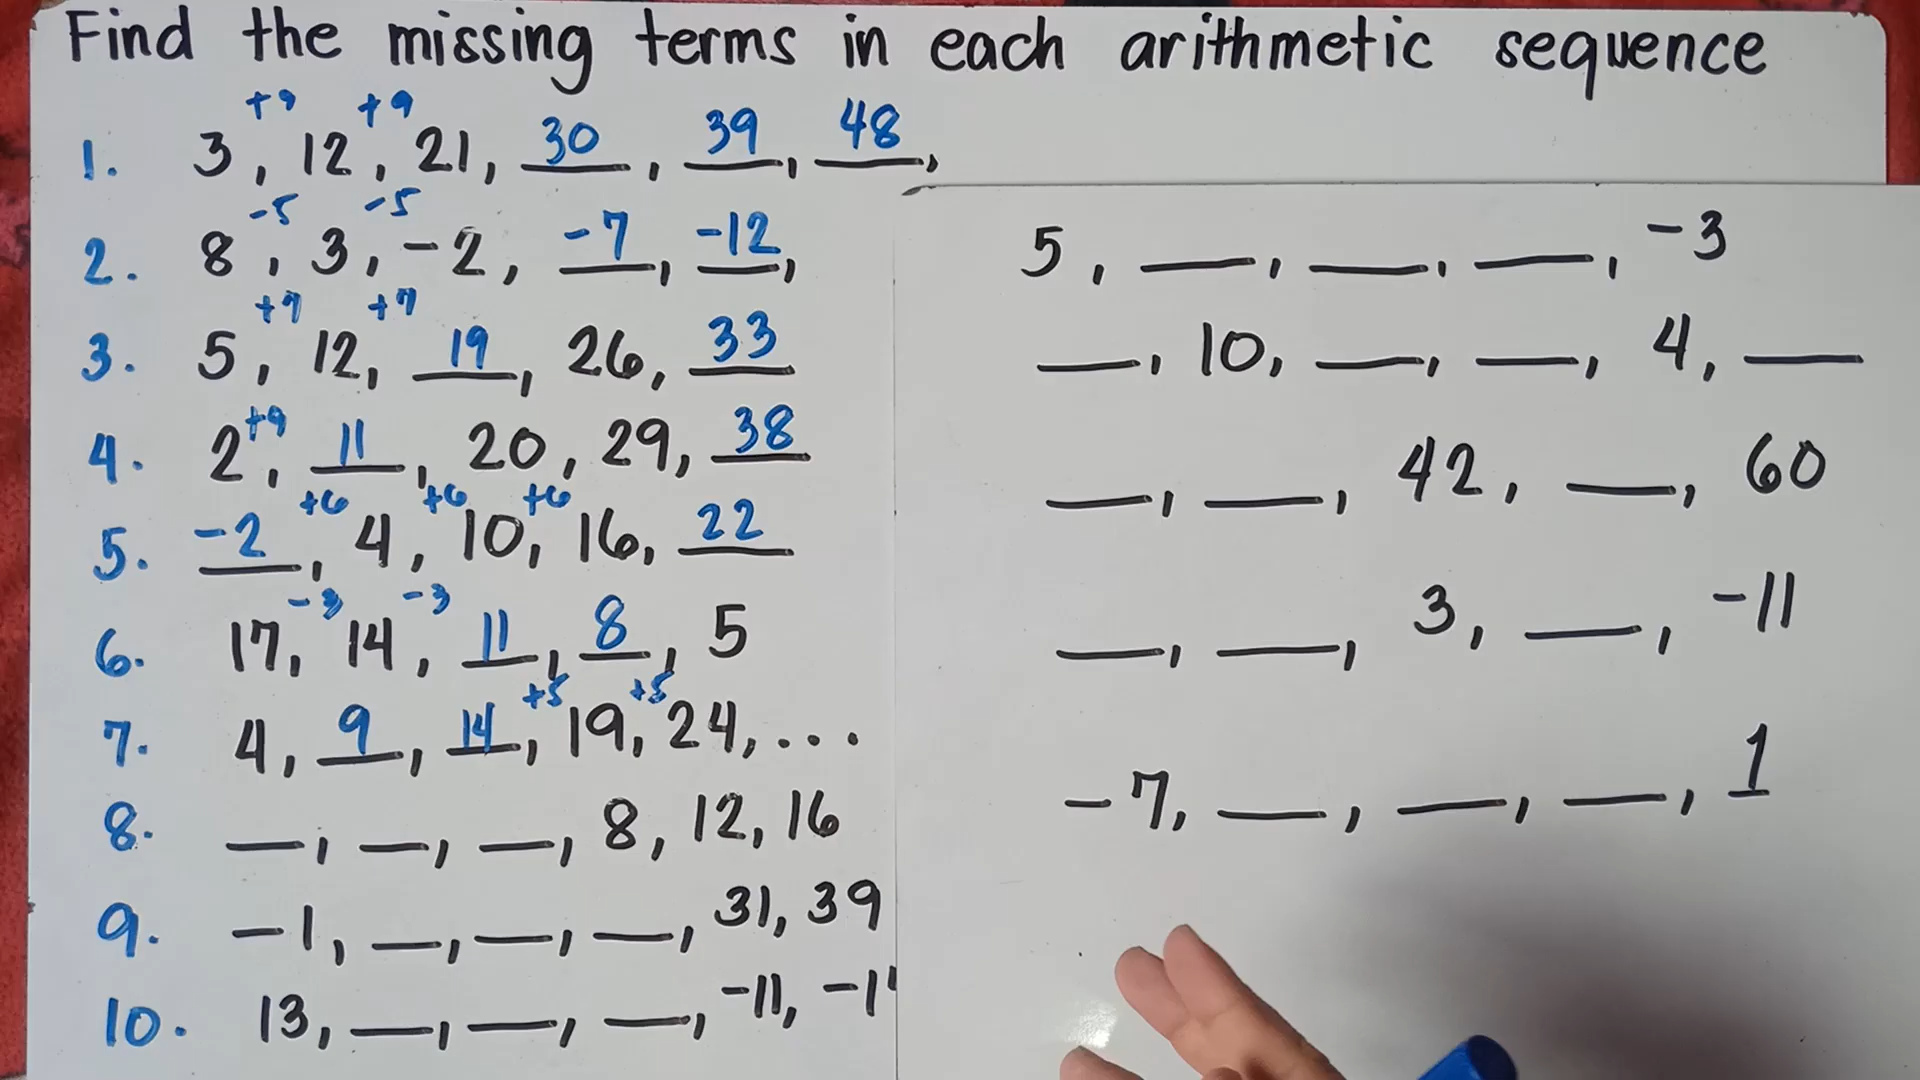 Find the missing terms in each arithmetic sequence
+9 +9
1. 3, 12, 21, 30, 39, 48,
-5 -5
2. 8, 3, -2, -7, -12,
+7 +7
3. 5, 12, 19, 26, 33
+9
4. 2, 11, 20, 29, 38
+6 +6 +6
5. -2, 4, 10, 16, 22
-3 -3
6. 17, 14, 11, 8, 5
+5 +5
7. 4, 9, 14, 19, 24, ...
8. __, __, __, 8, 12, 16
9. -1, __, __, __, 31, 39
10. 13, __, __, __, -11,
5, __, __, __, -3
__, 10, __, __, 4, __
__, __, 42, __, 60
__, __, 3, __, -11
-7, __, __, __, 1